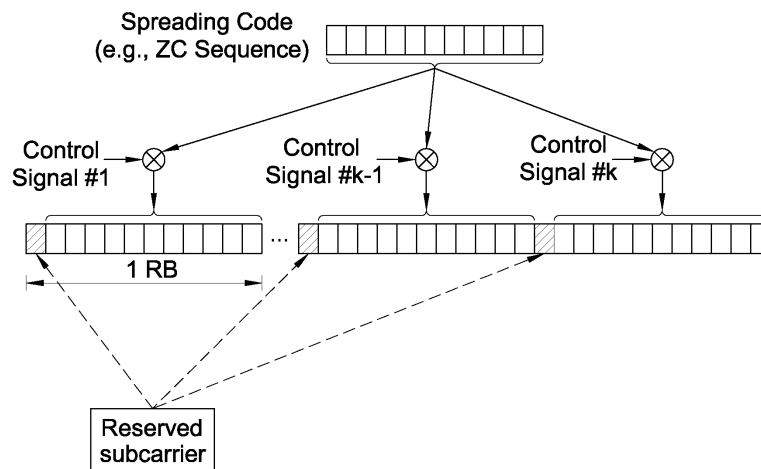 Spreading Code
(e.g., ZC Sequence)
Control
Signal #1
Control
Signal #k-1
Control
Signal #k
...
1 RB
Reserved
subcarrier